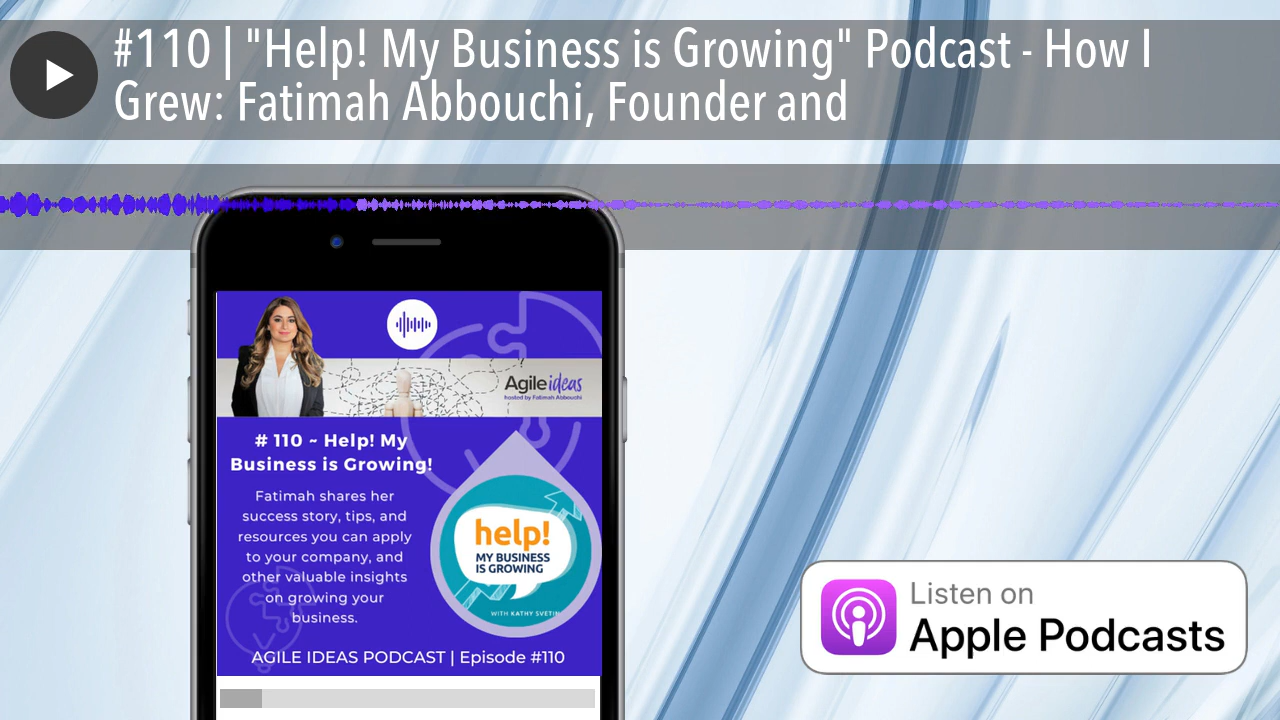 #110 | "Help! My Business is Growing" Podcast - How I
Grew: Fatimah Abbouchi, Founder and
Agile ideas
hosted by Fatimah Abbouchi
# 110 ~ Help! My
Business is Growing!
Fatimah shares her
success story, tips, and
resources you can apply
to your company, and
other valuable insights
on growing your
business.
help!
MY BUSINESS
IS GROWING
WITH KATHY SVETINA
AGILE IDEAS PODCAST | Episode #110
Listen on
Apple Podcasts